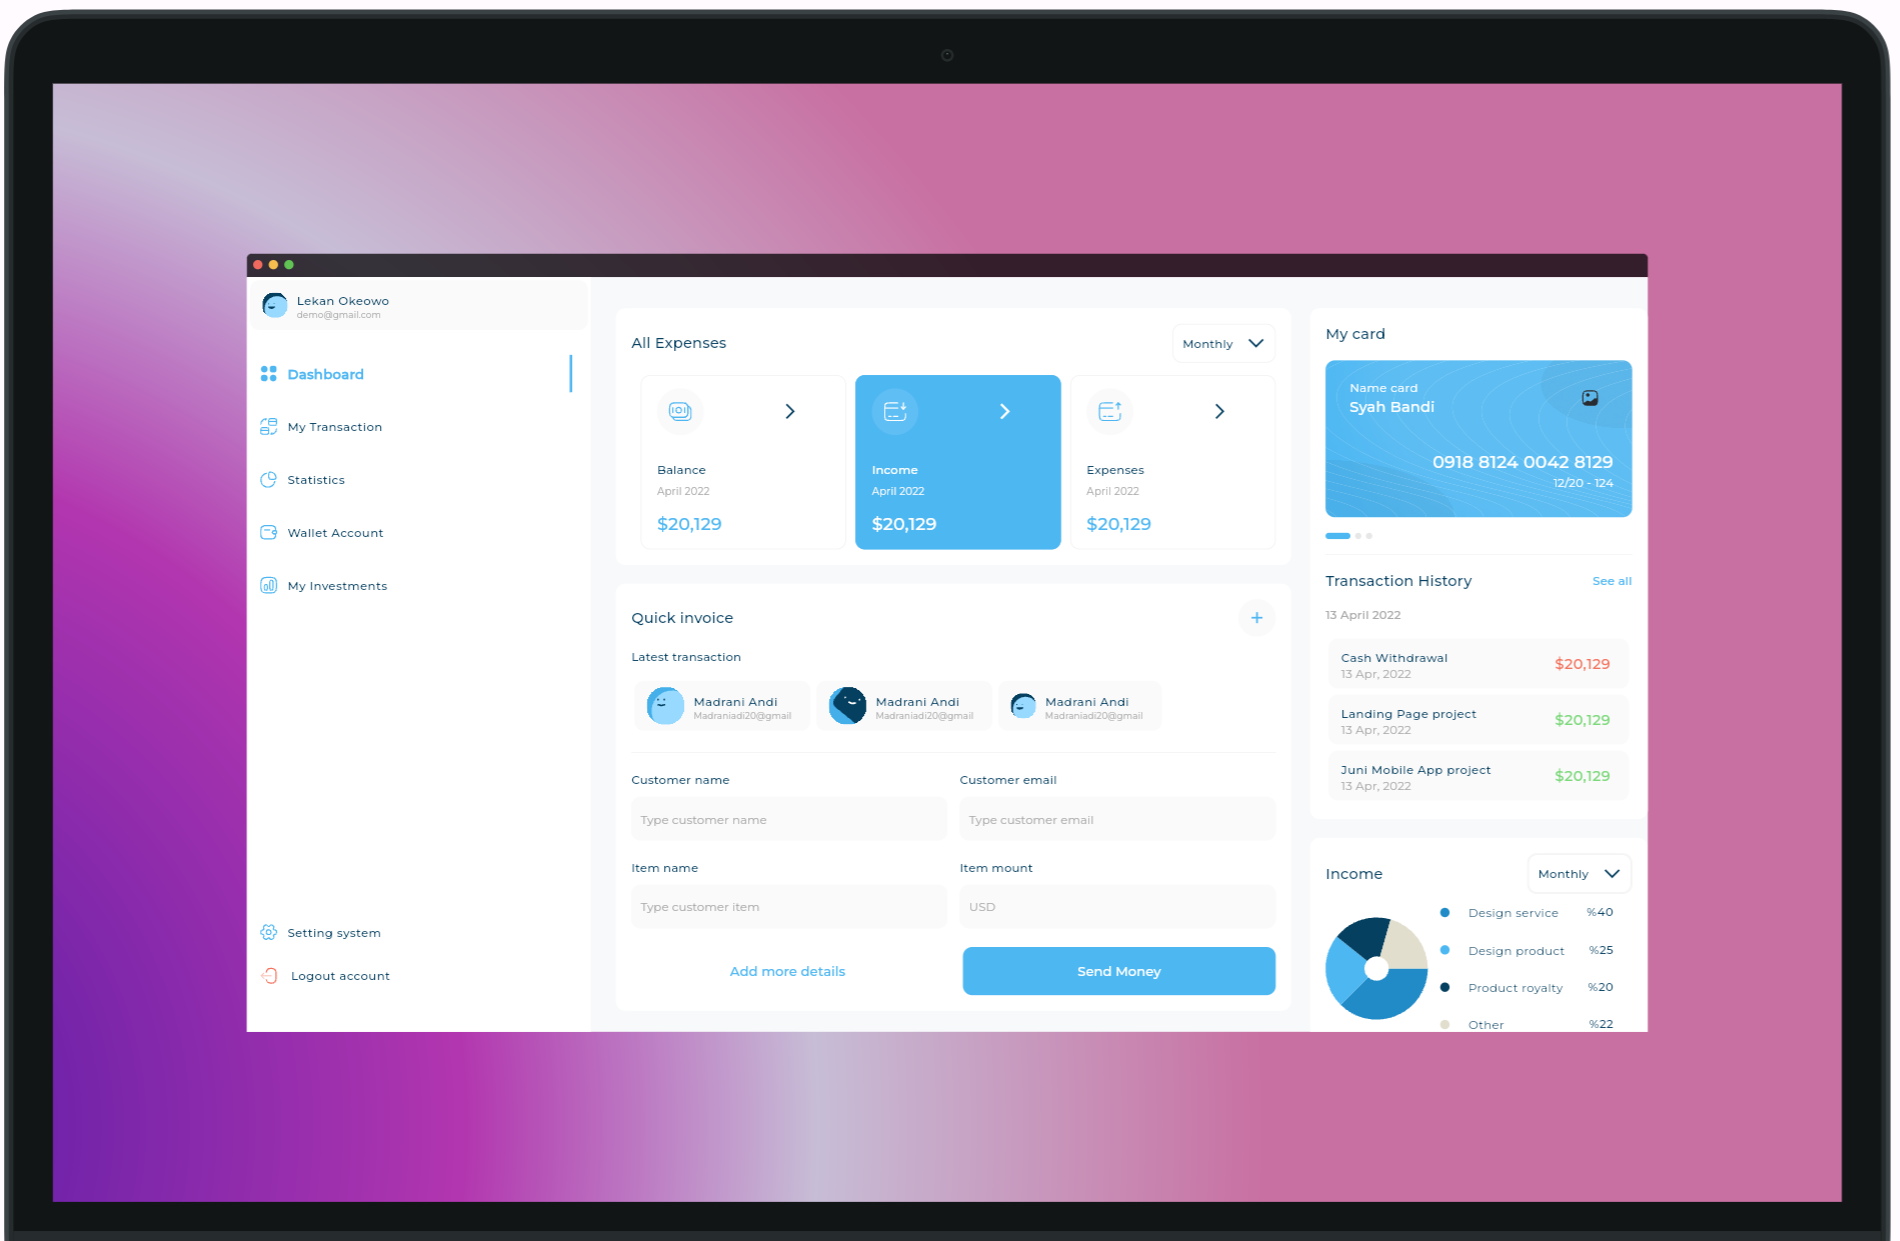 Lekan Okeowo
demo@gmail.com
Dashboard
My Transaction
Statistics
Wallet Account
My Investments
Setting system
Logout account
All Expenses
Monthly
Balance
April 2022
$20,129
Income
April 2022
$20,129
Expenses
April 2022
$20,129
Quick invoice
Latest transaction
Madrani Andi
Madraniadi20@gmail
Madrani Andi
Madraniadi20@gmail
Madrani Andi
Madraniadi20@gmail
Customer name
Customer email
Type customer name
Type customer email
Item name
Item mount
Type customer item
USD
Add more details
Send Money
My card
Name card
Syah Bandi
0918 8124 0042 8129
12/20 - 124
Transaction History
See all
13 April 2022
Cash Withdrawal
13 Apr, 2022
$20,129
Landing Page project
13 Apr, 2022
$20,129
Juni Mobile App project
13 Apr, 2022
$20,129
Income
Monthly
Design service %40
Design product %25
Product royalty %20
Other %22